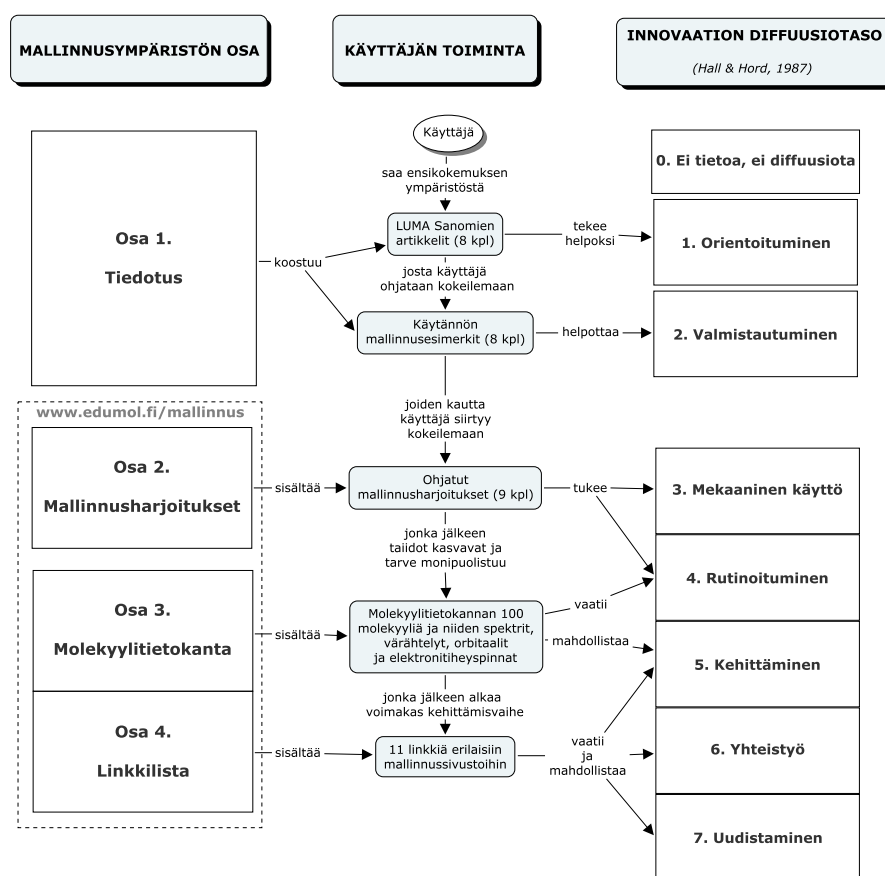 MALLINNUSYMPÄRISTÖN OSA
KÄYTTÄJÄN TOIMINTA
INNOVAATION DIFFUUSIOTASO
(Hall & Hord, 1987)
Käyttäjä
saa ensikokemuksen
ympäristöstä
0. Ei tietoa, ei diffuusiota
Osa 1.
Tiedotus
koostuu
LUMA Sanomien
artikkelit (8 kpl)
tekee
helpoksi
1. Orientoituminen
josta käyttäjä
ohjataan kokeilemaan
Käytännön
mallinnusesimerkit (8 kpl)
helpottaa
2. Valmistautuminen
joiden kautta
käyttäjä siirtyy
kokeilemaan
www.edumol.fi/mallinnus
Osa 2.
Mallinnusharjoitukset
sisältää
Ohjatut
mallinnusharjoitukset (9 kpl)
tukee
3. Mekaaninen käyttö
jonka jälkeen
taiidot kasvavat ja
tarve monipuolistuu
4. Rutinoituminen
Osa 3.
Molekyylitietokanta
sisältää
Molekyylitietokannan 100
molekyyliä ja niiden spektrit,
värähtelyt, orbitaalit
ja elektronitiheyspinnat
vaatii
mahdollistaa
5. Kehittäminen
jonka jälkeen alkaa
voimakas kehittämisvaihe
Osa 4.
Linkkilista
sisältää
11 linkkiä erilaisiin
mallinnussivustoihin
vaatii
ja
mahdollistaa
6. Yhteistyö
7. Uudistaminen